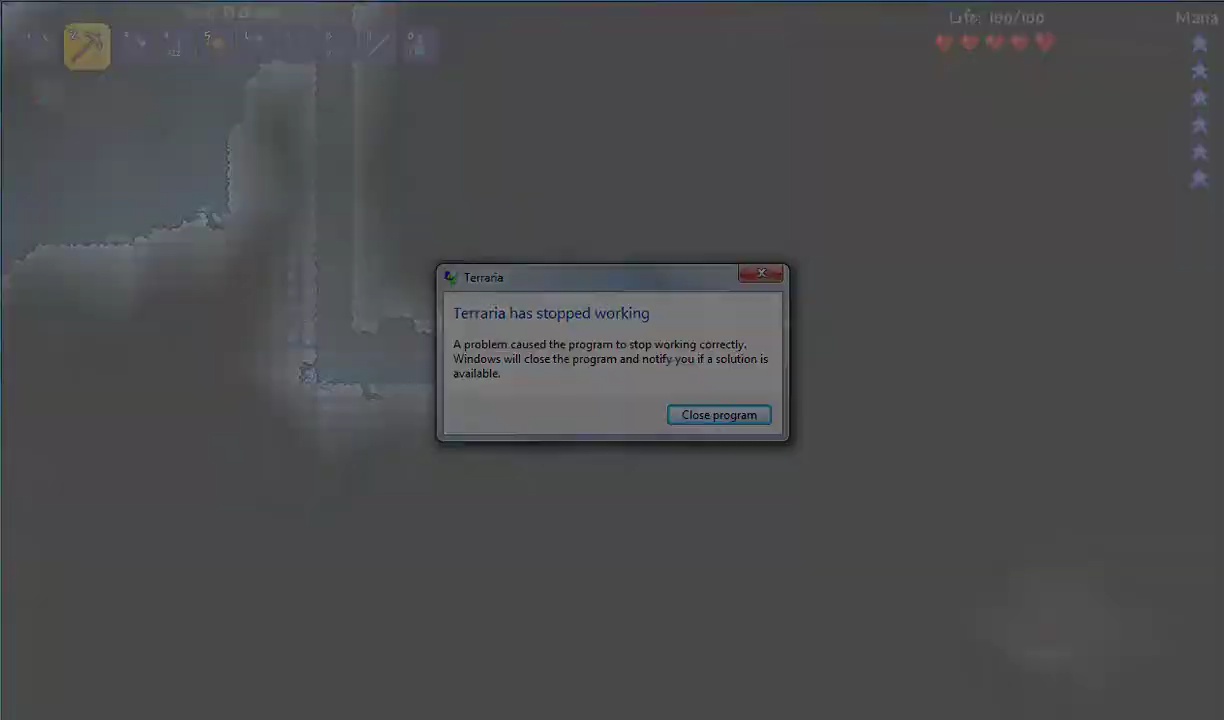 Life: 100/100
Mana
Terraria
Terraria has stopped working
A problem caused the program to stop working correctly.
Windows will close the program and notify you if a solution is
available.
Close program